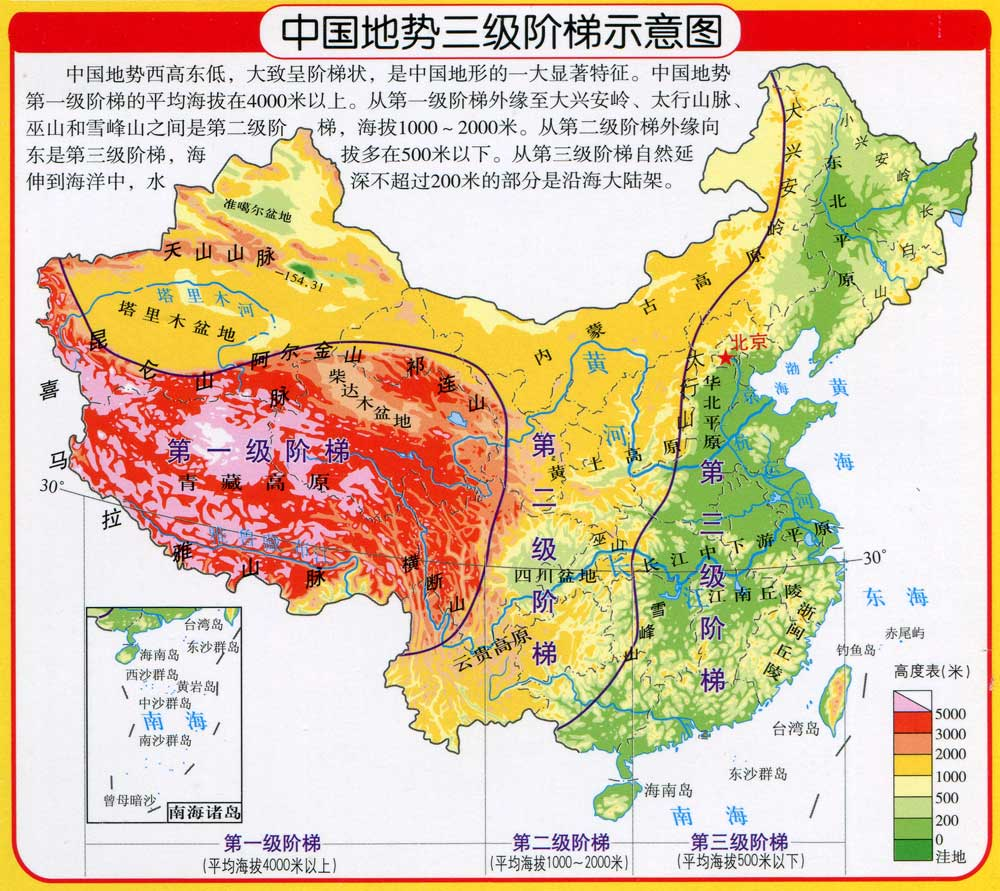 中国地势三级阶梯示意图
中国地势西高东低，大致呈阶梯状，是中国地形的一大显著特征。中国地势
第一级阶梯的平均海拔在4000米以上。从第一级阶梯外缘至大兴安岭、太行山脉、
巫山和雪峰山之间是第二级阶 梯，海拔1000～2000米。从第二级阶梯外缘向
东是第三级阶梯，海 拔多在500米以下。从第三级阶梯自然延
伸到海洋中，水 深不超过200米的部分是沿海大陆架。
大兴安岭
小兴安岭
东北平原
长白山
准噶尔盆地
天山山脉
-154.31
塔里木河
塔里木盆地
昆仑山脉
阿尔金山
祁连山
柴达木盆地
内蒙古高原
黄河
北京
渤海
黄海
太行山
华北平原
京杭
运河
喜马拉雅山脉
第一级阶梯
青藏高原
雅鲁藏布江
横断山
第二级阶梯
黄土高原
巫山
四川盆地
长江
雪峰山
云贵高原
第三级阶梯
长江中下游平原
江南丘陵
浙闽丘陵
30°
30°
东海
赤尾屿
钓鱼岛
台湾岛
东沙群岛
海南岛
南海
台湾岛
东沙群岛
海南岛
西沙群岛
黄岩岛
中沙群岛
南海
南沙群岛
曾母暗沙
南海诸岛
高度表(米)
5000
3000
2000
1000
500
200
0
洼地
第一级阶梯
(平均海拔4000米以上)
第二级阶梯
(平均海拔1000～2000米)
第三级阶梯
(平均海拔500米以下)